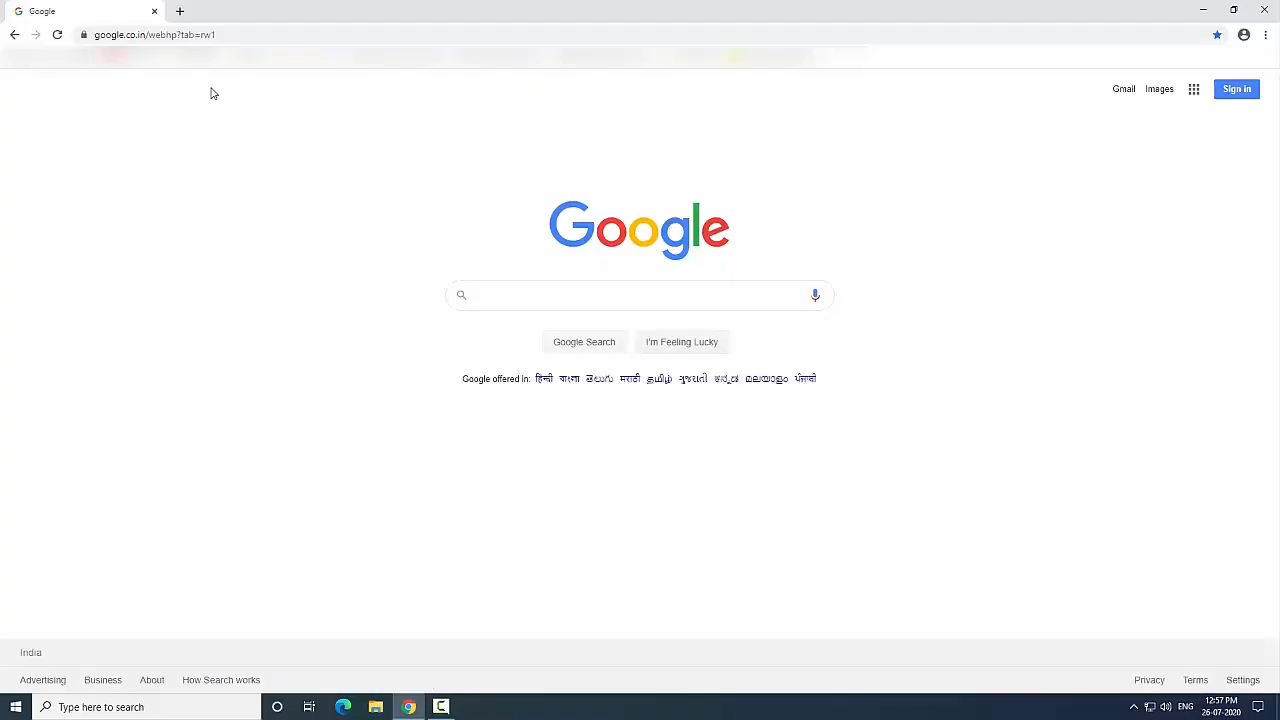 Google
google.co.in/webhp?tab=rw1
Gmail Images Sign in
Google
Google Search I'm Feeling Lucky
Google offered in: हिन्दी বাংলা తెలుగు मराठी தமிழ் ગુજરાતી ಕನ್ನಡ മലയാളം ਪੰਜਾਬੀ
India
Advertising Business About How Search works Privacy Terms Settings
Type here to search ENG 12:57 PM
26-07-2020